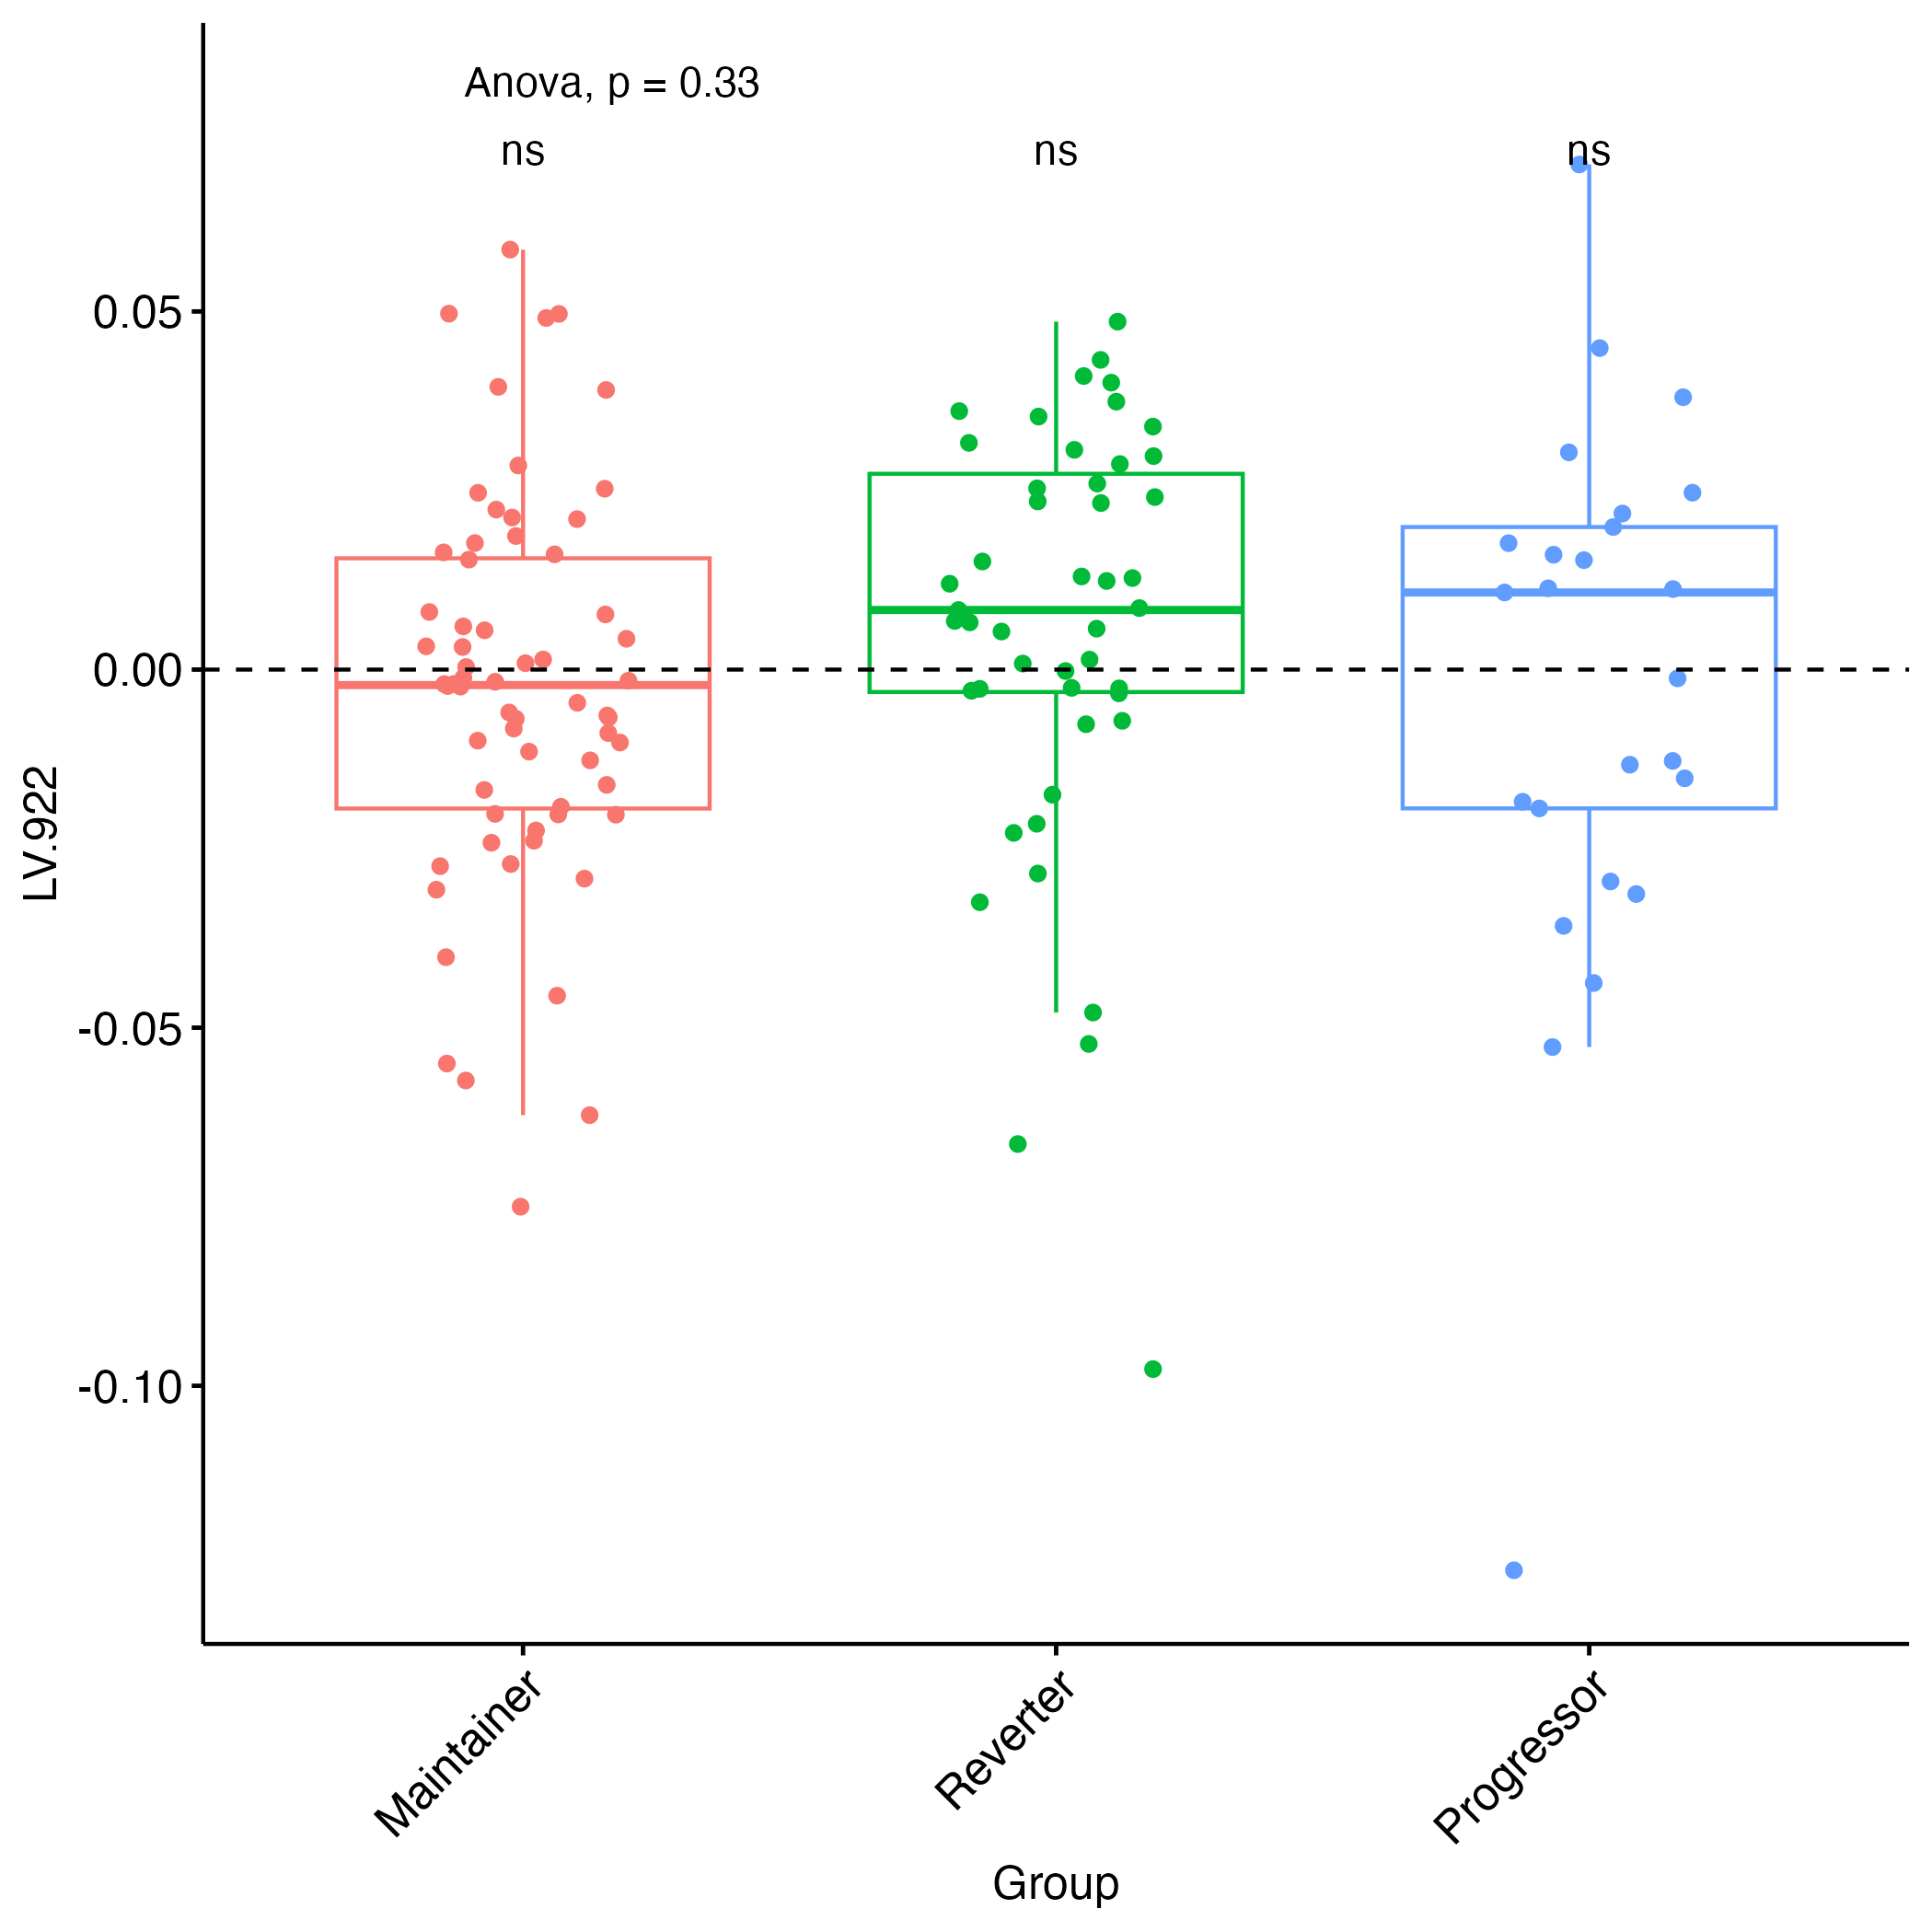 Anova, p = 0.33
ns ns ns
0.05
0.00
-0.05
-0.10
LV.922
Maintainer Reverter Progressor
Group